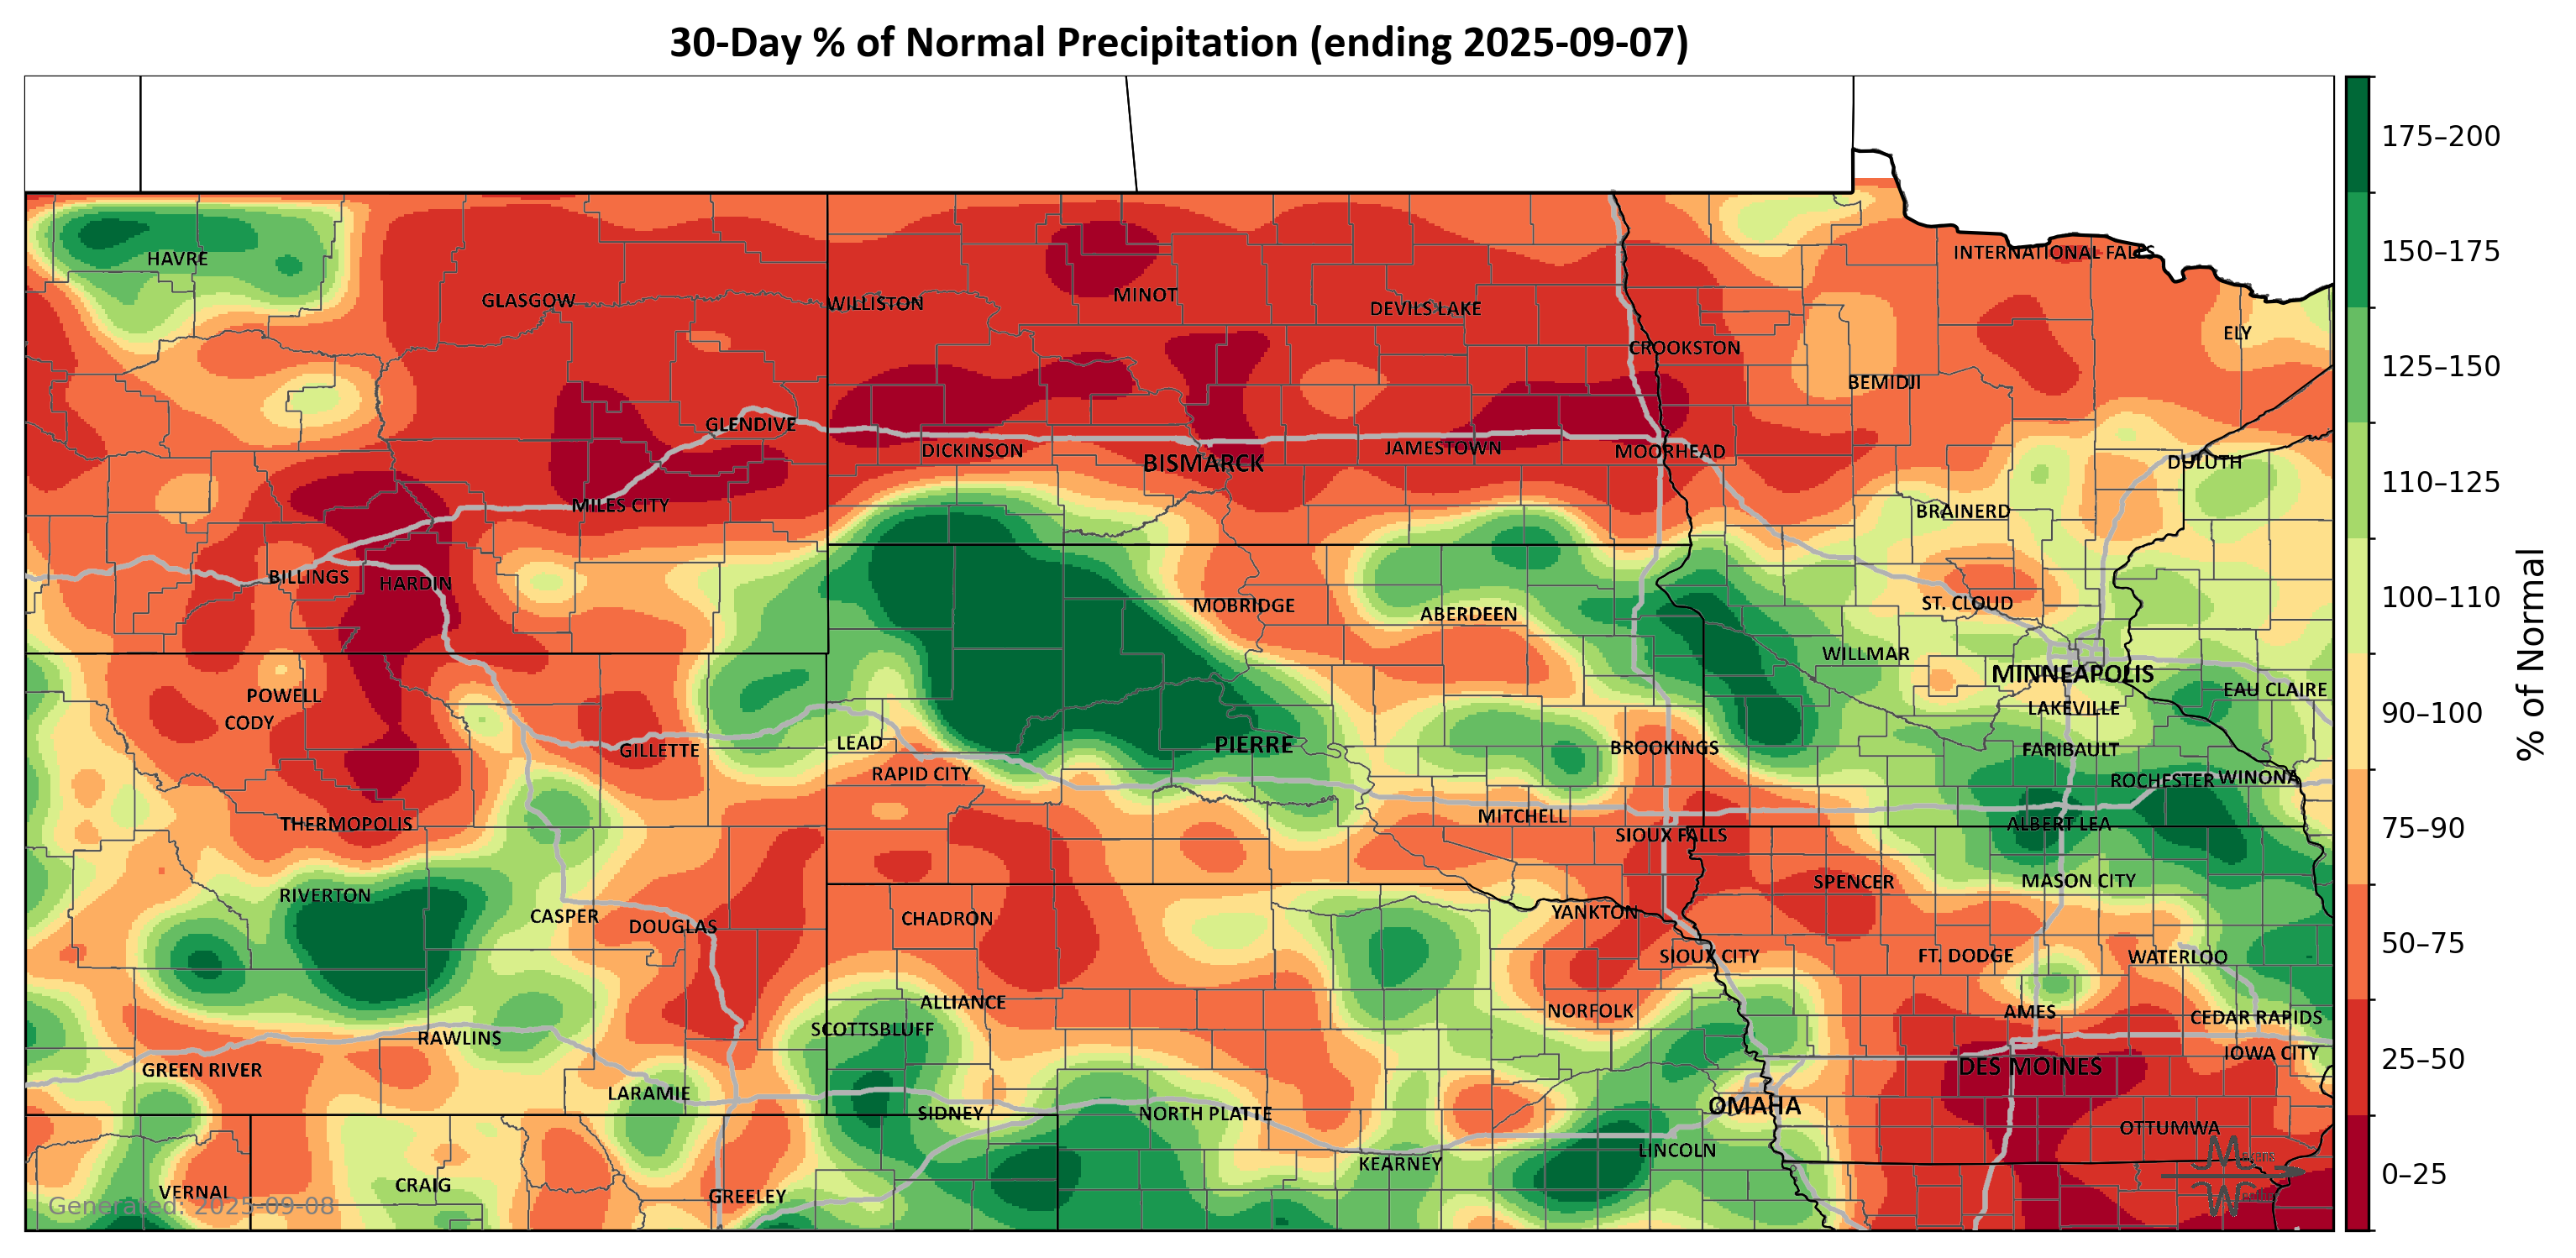 30-Day % of Normal Precipitation (ending 2025-09-07)
175–200
INTERNATIONAL FALLS
150–175
HAVRE
GLASGOW
WILLISTON
MINOT
DEVILS LAKE
ELY
CROOKSTON
125–150
BEMIDJI
GLENDIVE
DICKINSON
BISMARCK
JAMESTOWN
MOORHEAD
DULUTH
110–125
MILES CITY
BRAINERD
BILLINGS
HARDIN
MOBRIDGE
ABERDEEN
ST. CLOUD
100–110
WILLMAR
MINNEAPOLIS
% of Normal
POWELL
EAU CLAIRE
CODY
LAKEVILLE
90–100
GILLETTE
LEAD
PIERRE
BROOKINGS
FARIBAULT
RAPID CITY
ROCHESTER
WINONA
THERMOPOLIS
MITCHELL
SIOUX FALLS
ALBERT LEA
75–90
RIVERTON
SPENCER
MASON CITY
CASPER
DOUGLAS
CHADRON
YANKTON
SIOUX CITY
FT. DODGE
WATERLOO
50–75
ALLIANCE
NORFOLK
AMES
CEDAR RAPIDS
SCOTTSBLUFF
RAWLINS
IOWA CITY
GREEN RIVER
DES MOINES
25–50
LARAMIE
SIDNEY
NORTH PLATTE
OMAHA
OTTUMWA
KEARNEY
LINCOLN
VERNAL
CRAIG
GREELEY
0–25
Generated: 2025-09-08